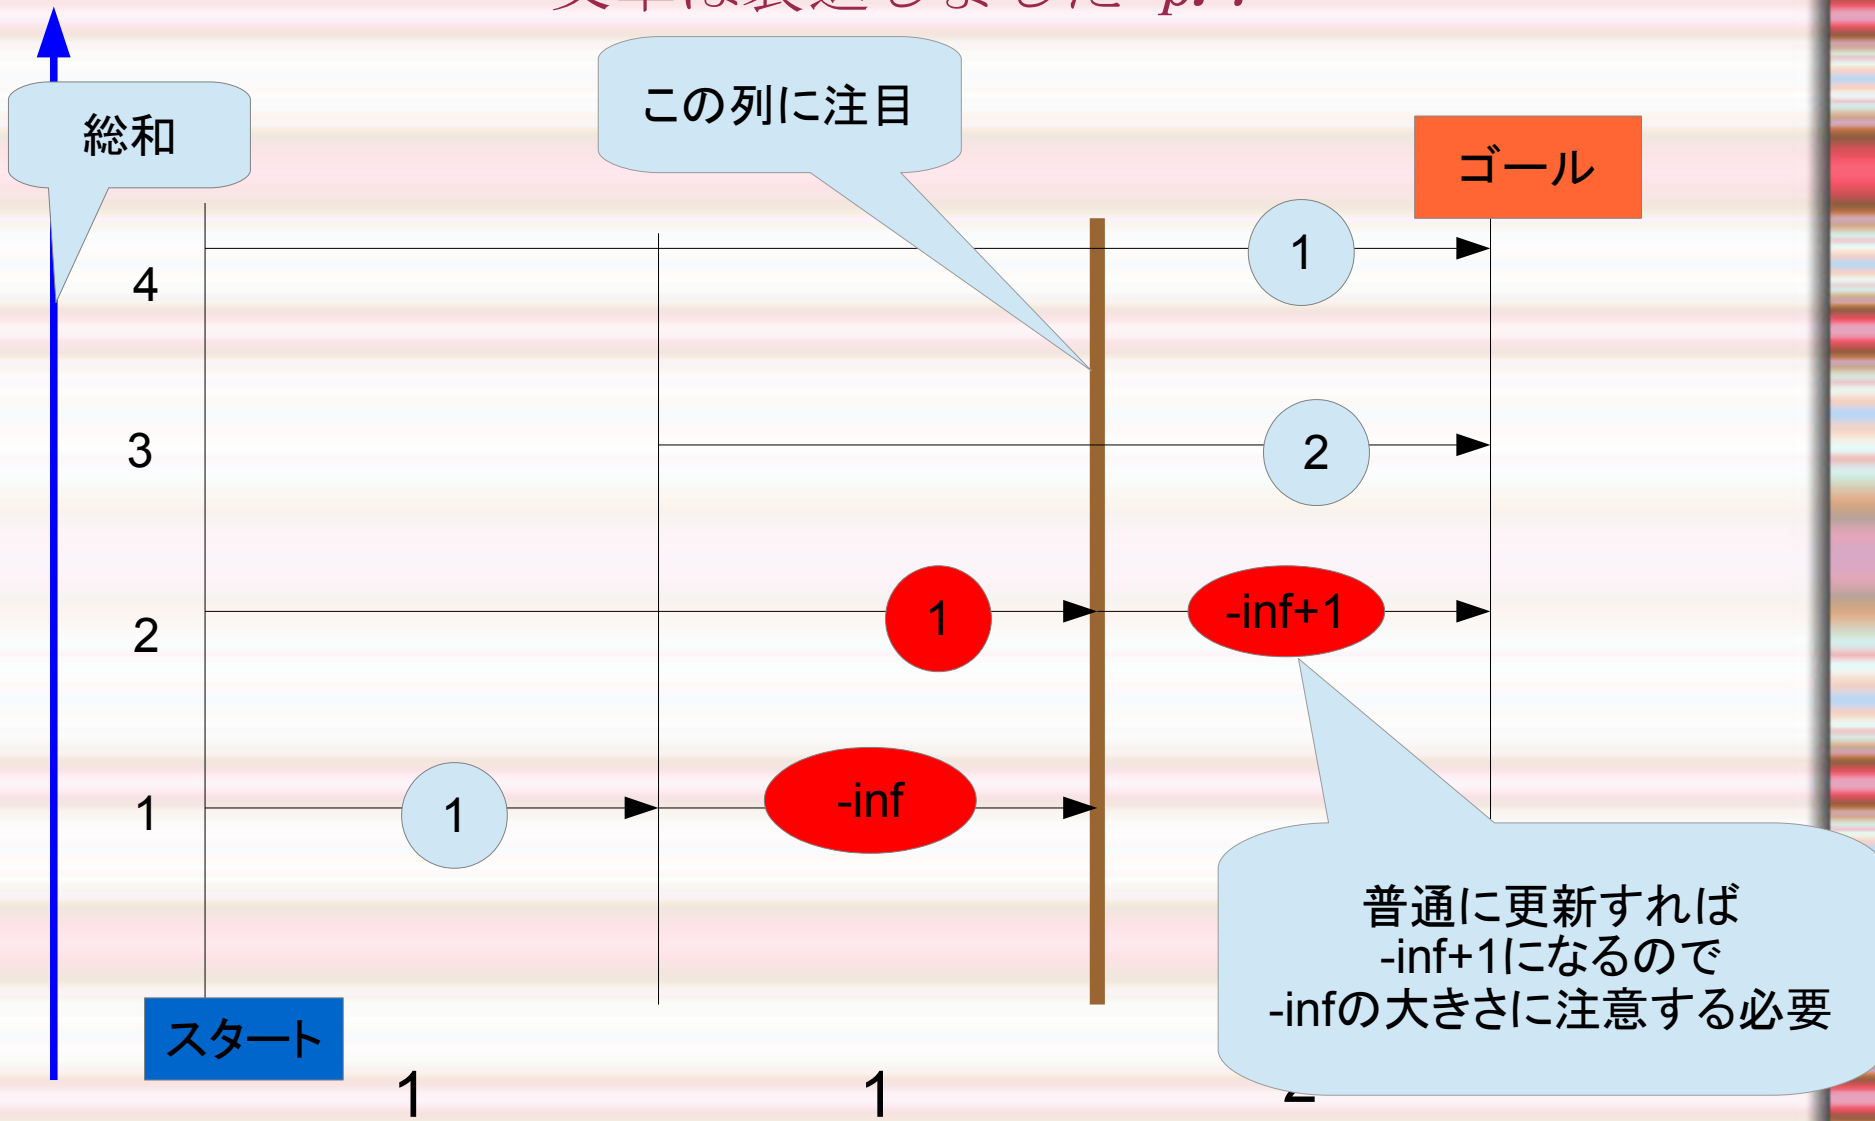 総和
この列に注目
ゴール
4
1
3
2
2
1
-inf+1
1
1
-inf
普通に更新すれば
-inf+1になるので
-infの大きさに注意する必要
スタート
1
1